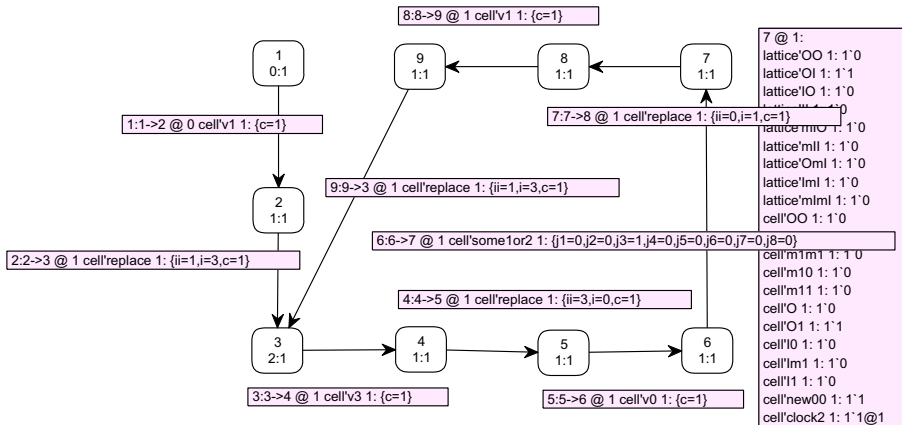 8:8->9 @ 1 cell'v1 1: {c=1}
1
0:1
9
1:1
8
1:1
7
1:1
7 @ 1:
lattice'OO 1: 1`0
lattice'OI 1: 1`1
lattice'IO 1: 1`0
1:1->2 @ 0 cell'v1 1: {c=1}
7:7->8 @ 1 cell'replace 1: {ii=0,i=1,c=1}
lattice'mIO 1: 1`0
lattice'mII 1: 1`0
lattice'OmI 1: 1`0
lattice'ImI 1: 1`0
lattice'mImI 1: 1`0
cell'OO 1: 1`0
9:9->3 @ 1 cell'replace 1: {ii=1,i=3,c=1}
2
1:1
6:6->7 @ 1 cell'some1or2 1: {j1=0,j2=0,j3=1,j4=0,j5=0,j6=0,j7=0,j8=0}
2:2->3 @ 1 cell'replace 1: {ii=1,i=3,c=1}
cell'm1m1 1: 1`0
cell'm10 1: 1`0
cell'm11 1: 1`0
cell'O 1: 1`0
cell'O1 1: 1`1
cell'I0 1: 1`0
cell'Im1 1: 1`0
cell'I1 1: 1`0
cell'new00 1: 1`1
cell'clock2 1: 1`1@1
4:4->5 @ 1 cell'replace 1: {ii=3,i=0,c=1}
3
2:1
4
1:1
5
1:1
6
1:1
3:3->4 @ 1 cell'v3 1: {c=1}
5:5->6 @ 1 cell'v0 1: {c=1}